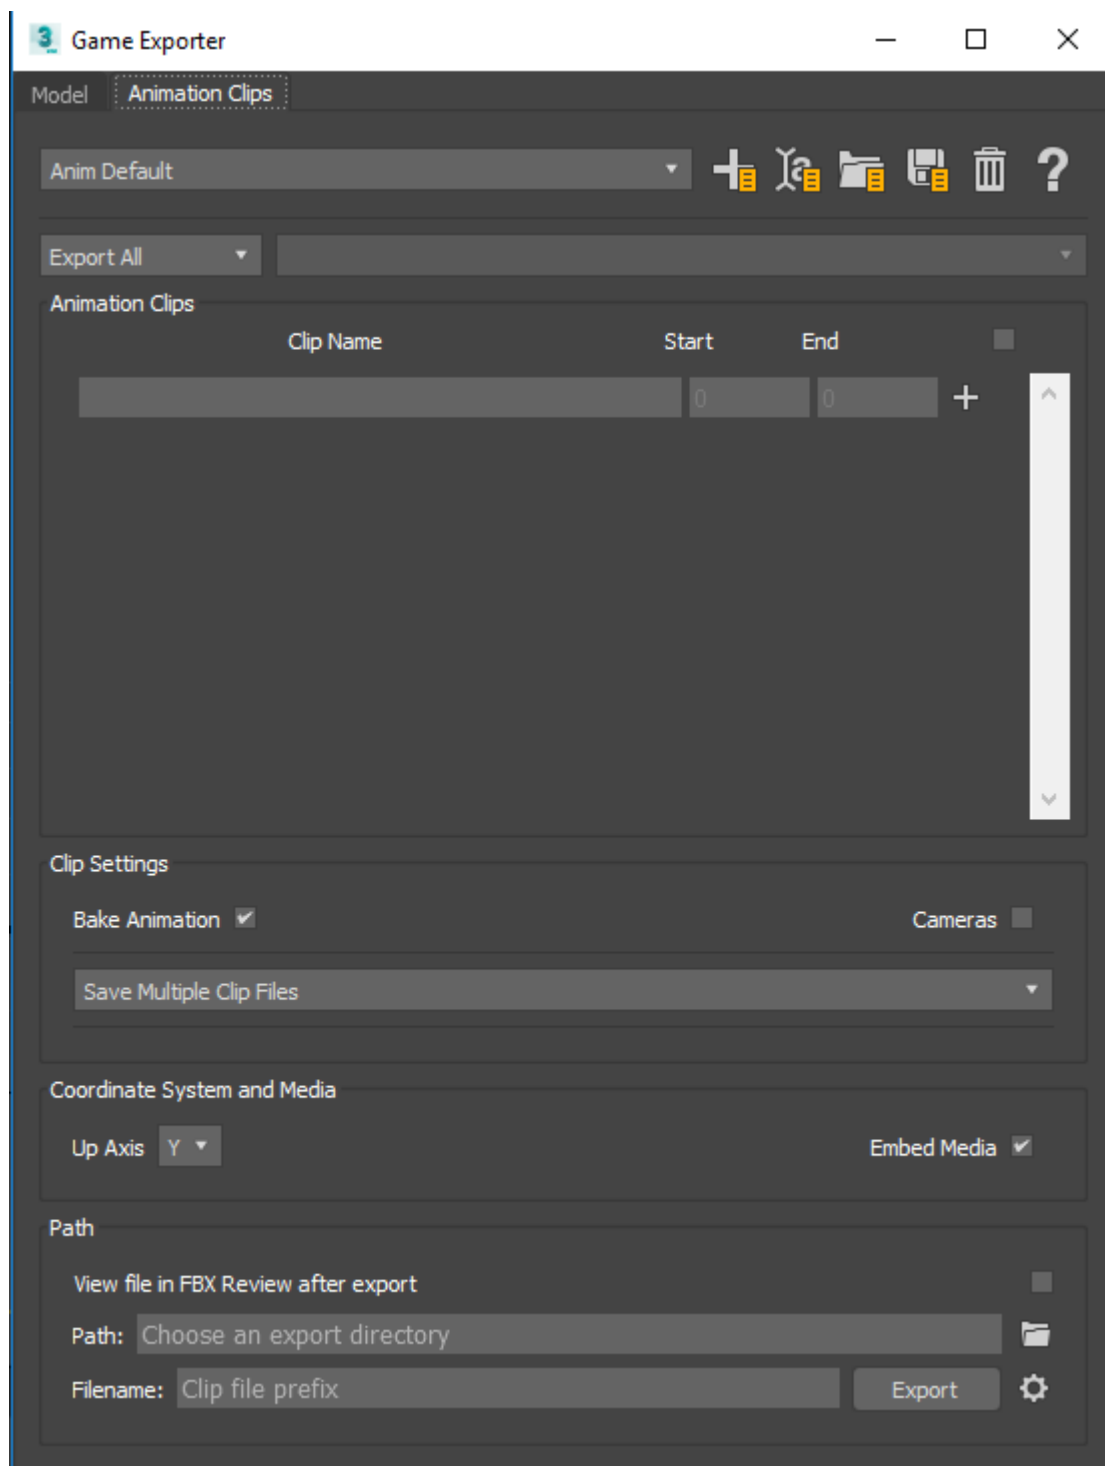 Game Exporter
Model Animation Clips
Anim Default
Export All
Animation Clips
Clip Name Start End
0 0
Clip Settings
Bake Animation Cameras
Save Multiple Clip Files
Coordinate System and Media
Up Axis Y Embed Media
Path
View file in FBX Review after export
Path: Choose an export directory
Filename: Clip file prefix Export